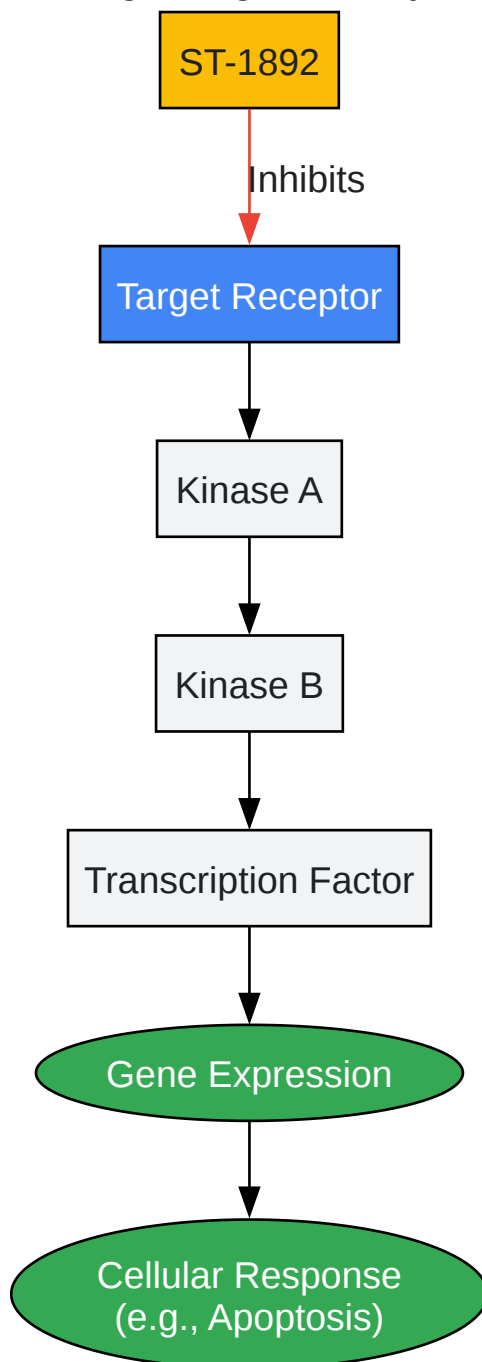 ST-1892
Inhibits
Target Receptor
Kinase A
Kinase B
Transcription Factor
Gene Expression
Cellular Response
(e.g., Apoptosis)